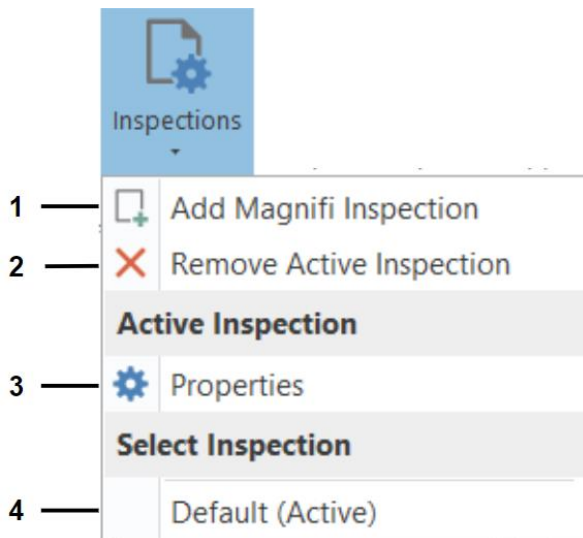 Inspections
1 Add Magnifi Inspection
2 Remove Active Inspection
Active Inspection
3 Properties
Select Inspection
4 Default (Active)